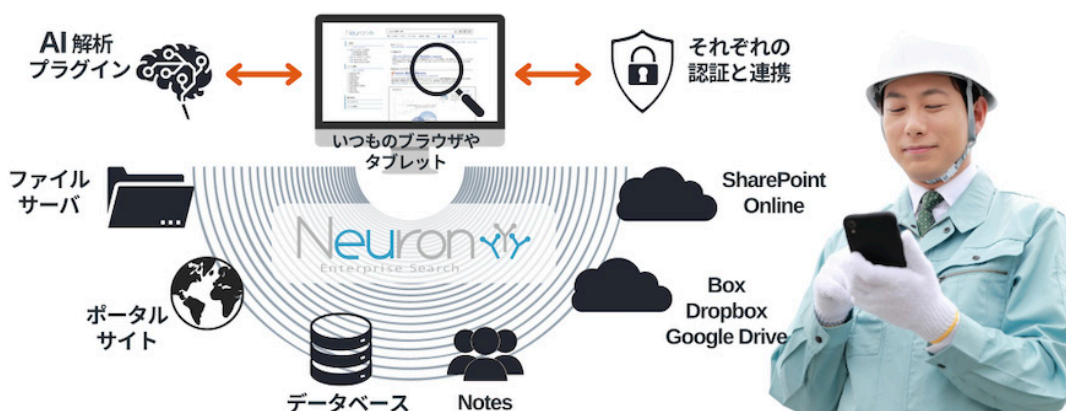 AI 解析
プラグイン
Neuron
いつものブラウザや
タブレット
それぞれの
認証と連携
ファイル
サーバ
SharePoint
Online
Neuron
Enterprise Search
ポータル
サイト
Box
Dropbox
Google Drive
データベース
Notes